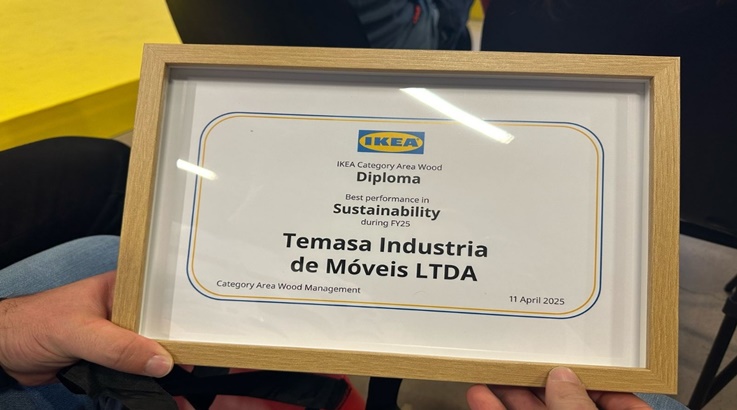 IKEA
IKEA Category Area Wood
Diploma
Best performance in
Sustainability
during FY25
Temasa Industria
de Móveis LTDA
Category Area Wood Management
11 April 2025